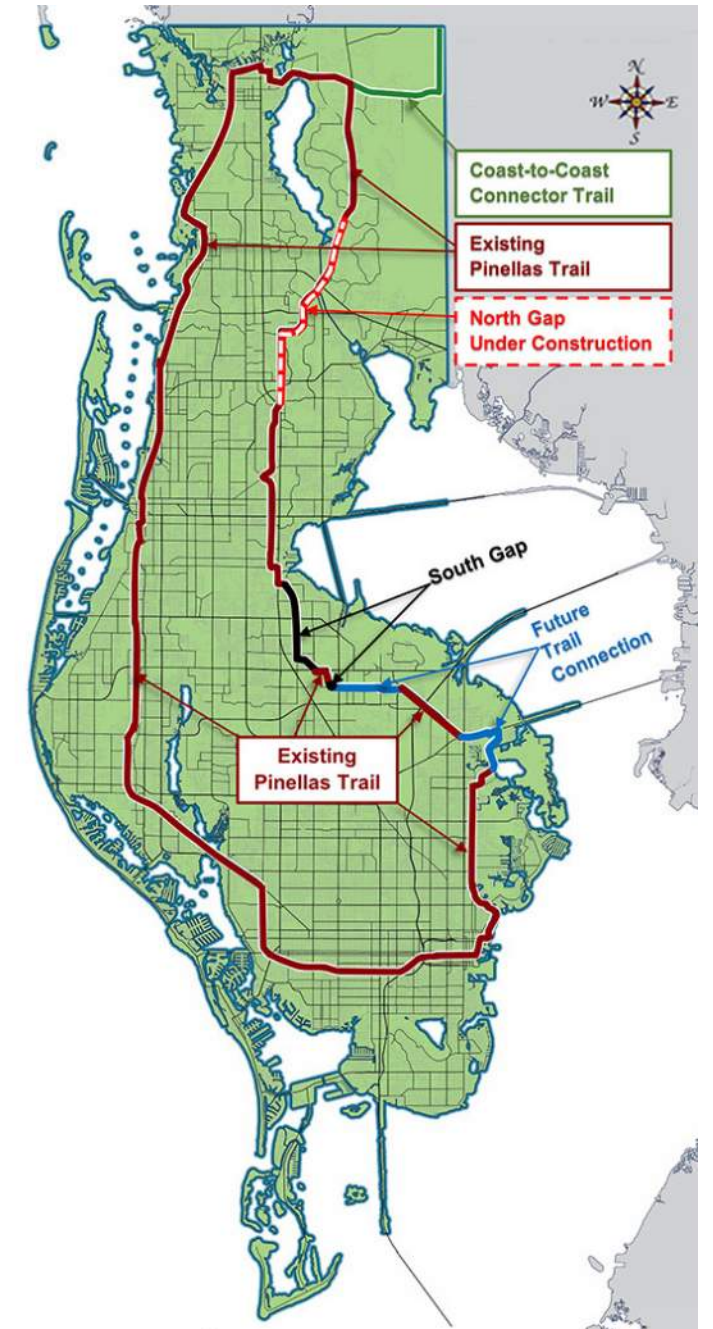 N
W E
S
Coast-to-Coast
Connector Trail
Existing
Pinellas Trail
North Gap
Under Construction
South Gap
Future
Trail
Connection
Existing
Pinellas Trail